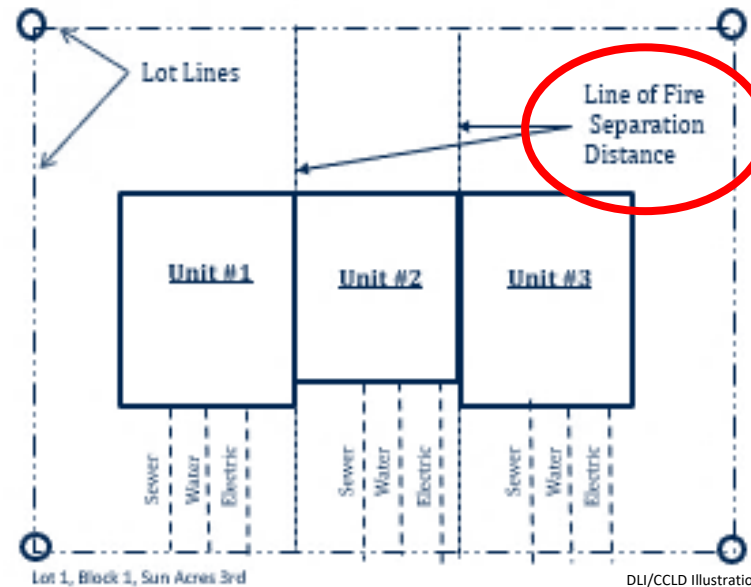 Lot Lines
Line of Fire
Separation
Distance
Unit #1
Unit #2
Unit #3
Sewer
Water
Electric
Sewer
Water
Electric
Sewer
Water
Electric
Lot 1, Block 1, Sun Acres 3rd
DLI/CCLD Illustratio